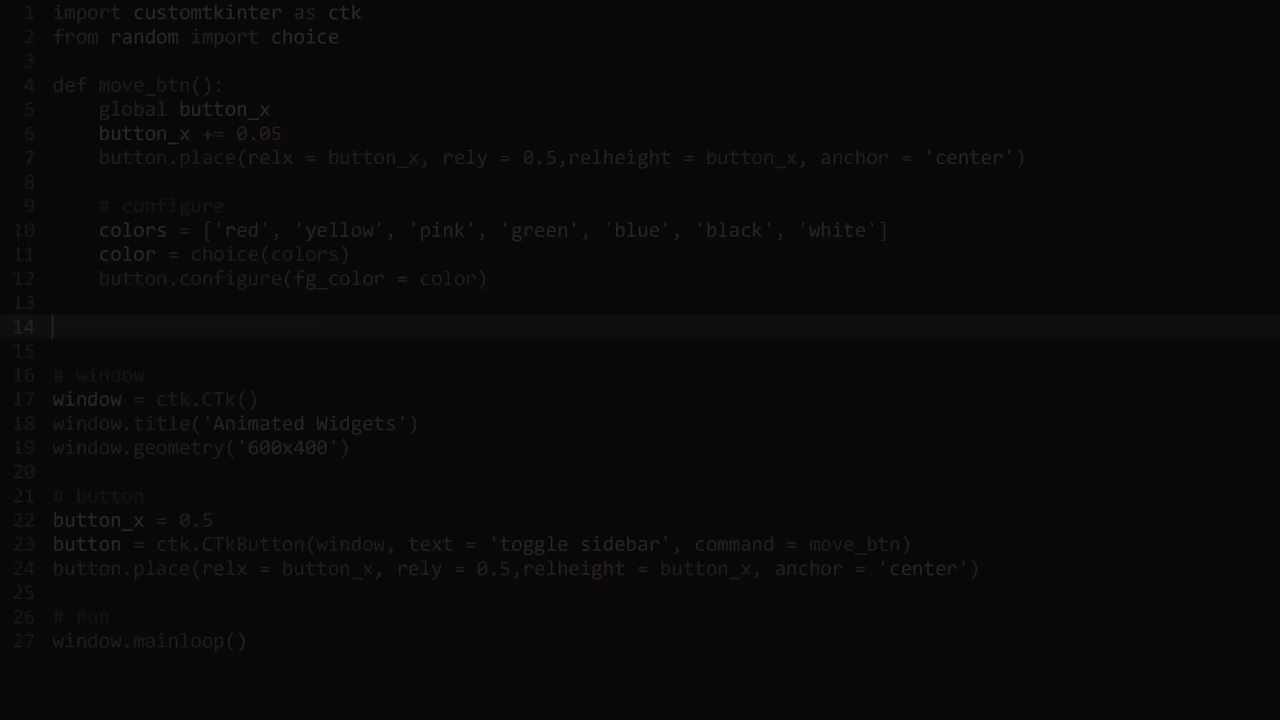 1 import customtkinter as ctk
2 from random import choice
3
4 def move_btn():
5     global button_x
6     button_x += 0.05
7     button.place(relx = button_x, rely = 0.5,relheight = button_x, anchor = 'center')
8
9     # configure
10     colors = ['red', 'yellow', 'pink', 'green', 'blue', 'black', 'white']
11     color = choice(colors)
12     button.configure(fg_color = color)
13
14
15
16 # window
17 window = ctk.CTk()
18 window.title('Animated Widgets')
19 window.geometry('600x400')
20
21 # button
22 button_x = 0.5
23 button = ctk.CTkButton(window, text = 'toggle sidebar', command = move_btn)
24 button.place(relx = button_x, rely = 0.5,relheight = button_x, anchor = 'center')
25
26 # run
27 window.mainloop()